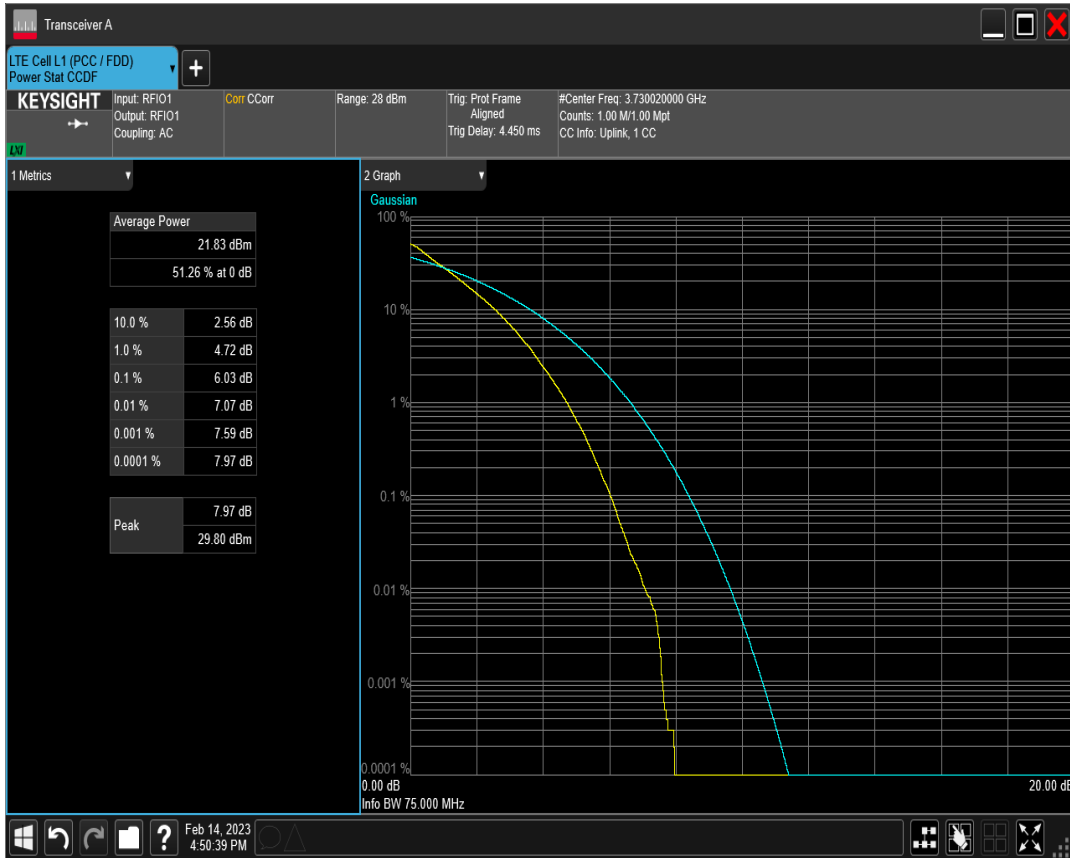 Transceiver A
LTE Cell L1 (PCC / FDD)
Power Stat CCDF
+
KEYSIGHT
LXI
Input: RFIO1
Output: RFIO1
Coupling: AC
Corr CCorr
Range: 28 dBm
Trig: Prot Frame
Aligned
Trig Delay: 4.450 ms
#Center Freq: 3.730020000 GHz
Counts: 1.00 M/1.00 Mpt
CC Info: Uplink, 1 CC
1 Metrics
Average Power
21.83 dBm
51.26 % at 0 dB
10.0 % 2.56 dB
1.0 % 4.72 dB
0.1 % 6.03 dB
0.01 % 7.07 dB
0.001 % 7.59 dB
0.0001 % 7.97 dB
Peak
7.97 dB
29.80 dBm
2 Graph
Gaussian
100 %
10 %
1 %
0.1 %
0.01 %
0.001 %
0.0001 %
0.00 dB 20.00 dB
Info BW 75.000 MHz
?
Feb 14, 2023
4:50:39 PM